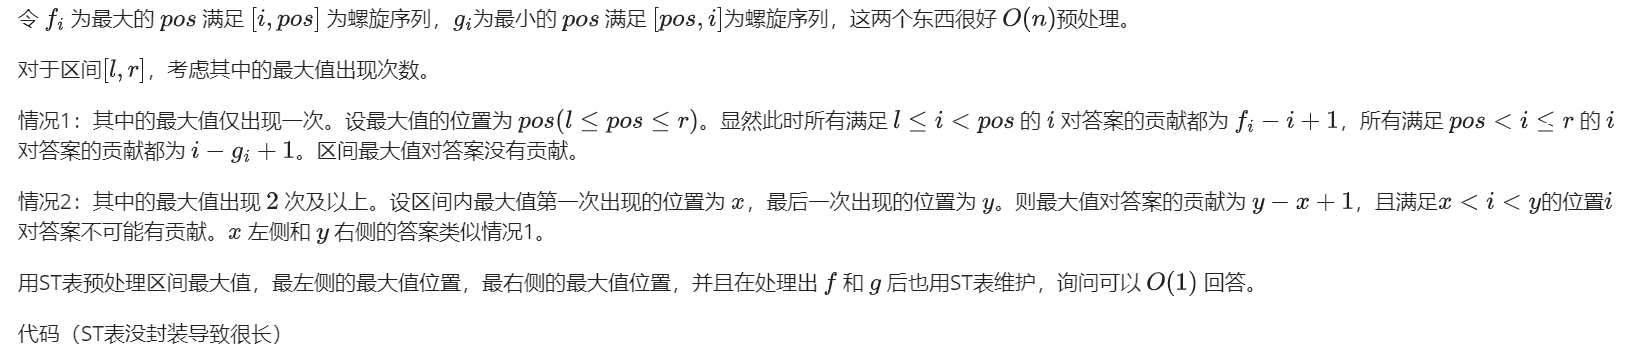 令 f_i 为最大的 pos 满足 [i, pos] 为螺旋序列，g_i为最小的 pos 满足 [pos, i]为螺旋序列，这两个东西很好 O(n)预处理。
对于区间[l, r]，考虑其中的最大值出现次数。
情况1：其中的最大值仅出现一次。设最大值的位置为 pos(l ≤ pos ≤ r)。显然此时所有满足 l ≤ i < pos 的 i 对答案的贡献都为 f_i − i + 1，所有满足 pos < i ≤ r 的 i
对答案的贡献都为 i − g_i + 1。区间最大值对答案没有贡献。
情况2：其中的最大值出现 2 次及以上。设区间内最大值第一次出现的位置为 x，最后一次出现的位置为 y。则最大值对答案的贡献为 y − x + 1，且满足x < i < y的位置i
对答案不可能有贡献。x 左侧和 y 右侧的答案类似情况1。
用ST表预处理区间最大值，最左侧的最大值位置，最右侧的最大值位置，并且在处理出 f 和 g 后也用ST表维护，询问可以 O(1) 回答。
代码（ST表没封装导致很长）